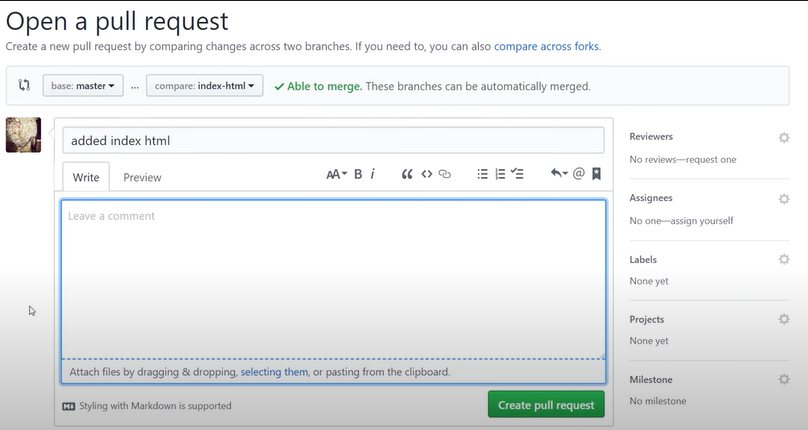 Open a pull request
Create a new pull request by comparing changes across two branches. If you need to, you can also compare across forks.
base: master ... compare: index-html ✓ Able to merge. These branches can be automatically merged.
added index html
Write Preview AA B i “ <> @
Leave a comment
Attach files by dragging & dropping, selecting them, or pasting from the clipboard.
Styling with Markdown is supported
Create pull request
Reviewers
No reviews—request one
Assignees
No one—assign yourself
Labels
None yet
Projects
None yet
Milestone
No milestone